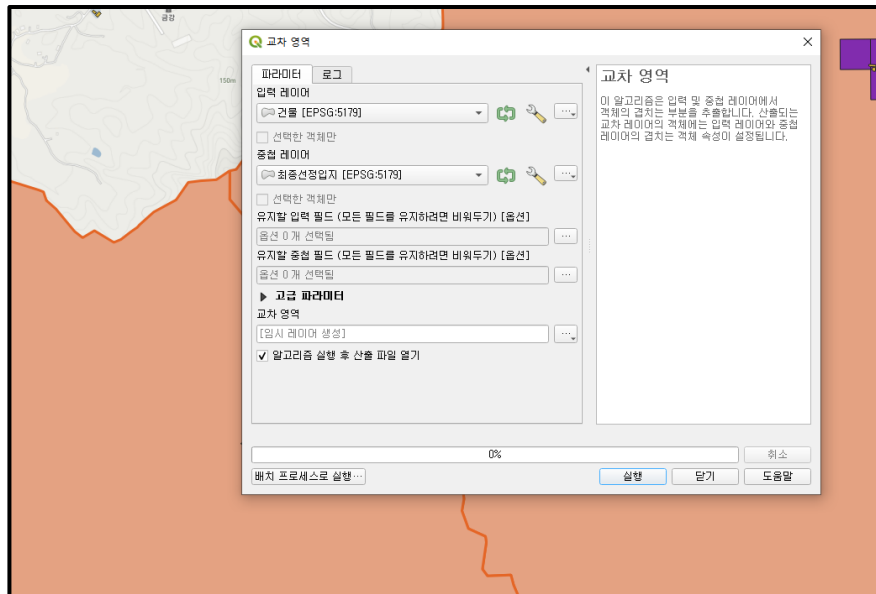 금강
150m
교차 영역
파라미터 로그
입력 레이어
건물 [EPSG:5179]
선택한 객체만
중첩 레이어
최종선정입지 [EPSG:5179]
선택한 객체만
유지할 입력 필드 (모든 필드를 유지하려면 비워두기) [옵션]
옵션 0 개 선택됨
유지할 중첩 필드 (모든 필드를 유지하려면 비워두기) [옵션]
옵션 0 개 선택됨
고급 파라미터
교차 영역
[임시 레이어 생성]
알고리즘 실행 후 산출 파일 열기
교차 영역
이 알고리즘은 입력 및 중첩 레이어에서
객체의 겹치는 부분을 추출합니다. 산출되는
교차 레이어의 객체에는 입력 레이어와 중첩
레이어의 겹치는 객체 속성이 설정됩니다.
0%
취소
배치 프로세스로 실행…
실행 닫기 도움말